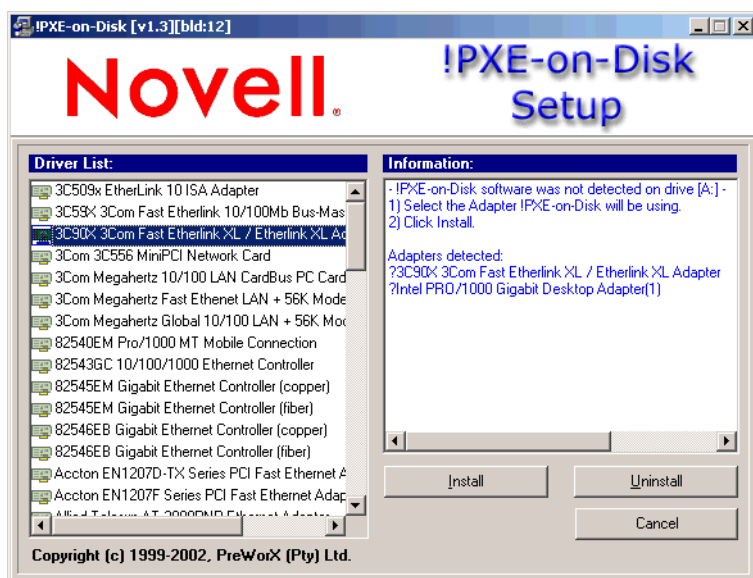 !PXE-on-Disk [v1.3][bld:12]
Novell.
!PXE-on-Disk
Setup
Driver List:
3C509x EtherLink 10 ISA Adapter
3C59X 3Com Fast Etherlink 10/100Mb Bus-Mas
3C90X 3Com Fast Etherlink XL / Etherlink XL Ad
3Com 3C556 MiniPCI Network Card
3Com Megahertz 10/100 LAN CardBus PC Card
3Com Megahertz Fast Ethenet LAN + 56K Mode
3Com Megahertz Global 10/100 LAN + 56K Mod
82540EM Pro/1000 MT Mobile Connection
82543GC 10/100/1000 Ethernet Controller
82545EM Gigabit Ethernet Controller (copper)
82545EM Gigabit Ethernet Controller (fiber)
82546EB Gigabit Ethernet Controller (copper)
82546EB Gigabit Ethernet Controller (fiber)
Accton EN1207D-TX Series PCI Fast Ethernet A
Accton EN1207F Series PCI Fast Ethernet Adap
Information:
- !PXE-on-Disk software was not detected on drive [A:] -
1) Select the Adapter !PXE-on-Disk will be using.
2) Click Install.
Adapters detected:
?3C90X 3Com Fast Etherlink XL / Etherlink XL Adapter
?Intel PRO/1000 Gigabit Desktop Adapter(1)
Install
Uninstall
Cancel
Copyright (c) 1999-2002, PreWorX (Pty) Ltd.